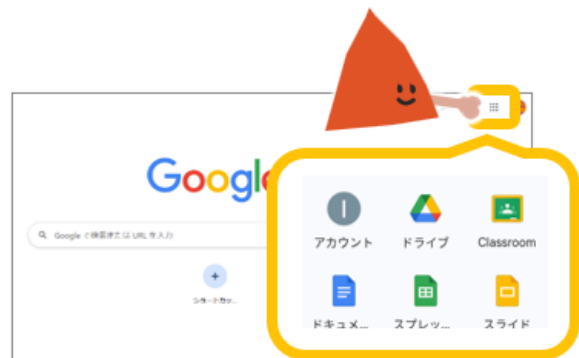 Google
Google で検索または URL を入力
ショートカッ...
アカウント ドライブ Classroom
ドキュメ... スプレッ... スライド